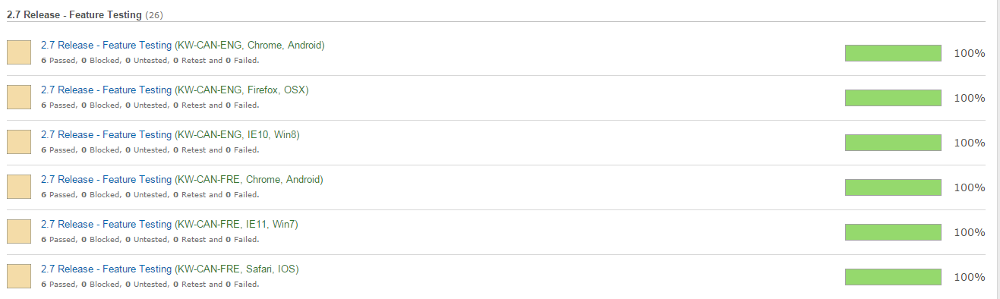 2.7 Release - Feature Testing (26)
2.7 Release - Feature Testing (KW-CAN-ENG, Chrome, Android)
6 Passed, 0 Blocked, 0 Untested, 0 Retest and 0 Failed.
100%
2.7 Release - Feature Testing (KW-CAN-ENG, Firefox, OSX)
6 Passed, 0 Blocked, 0 Untested, 0 Retest and 0 Failed.
100%
2.7 Release - Feature Testing (KW-CAN-ENG, IE10, Win8)
6 Passed, 0 Blocked, 0 Untested, 0 Retest and 0 Failed.
100%
2.7 Release - Feature Testing (KW-CAN-FRE, Chrome, Android)
6 Passed, 0 Blocked, 0 Untested, 0 Retest and 0 Failed.
100%
2.7 Release - Feature Testing (KW-CAN-FRE, IE11, Win7)
6 Passed, 0 Blocked, 0 Untested, 0 Retest and 0 Failed.
100%
2.7 Release - Feature Testing (KW-CAN-FRE, Safari, IOS)
6 Passed, 0 Blocked, 0 Untested, 0 Retest and 0 Failed.
100%